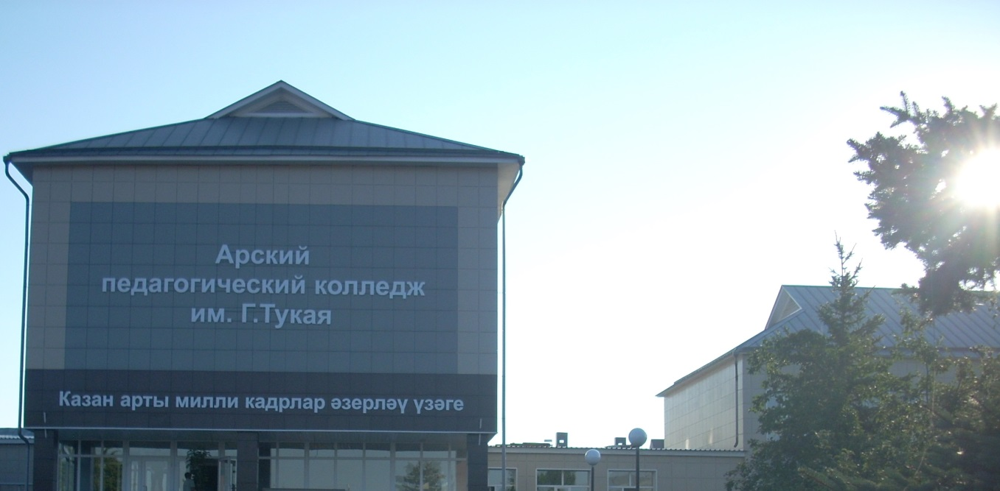 Арский
педагогический колледж
им. Г.Тукая
Казан арты милли кадрлар әзерләү үзәге